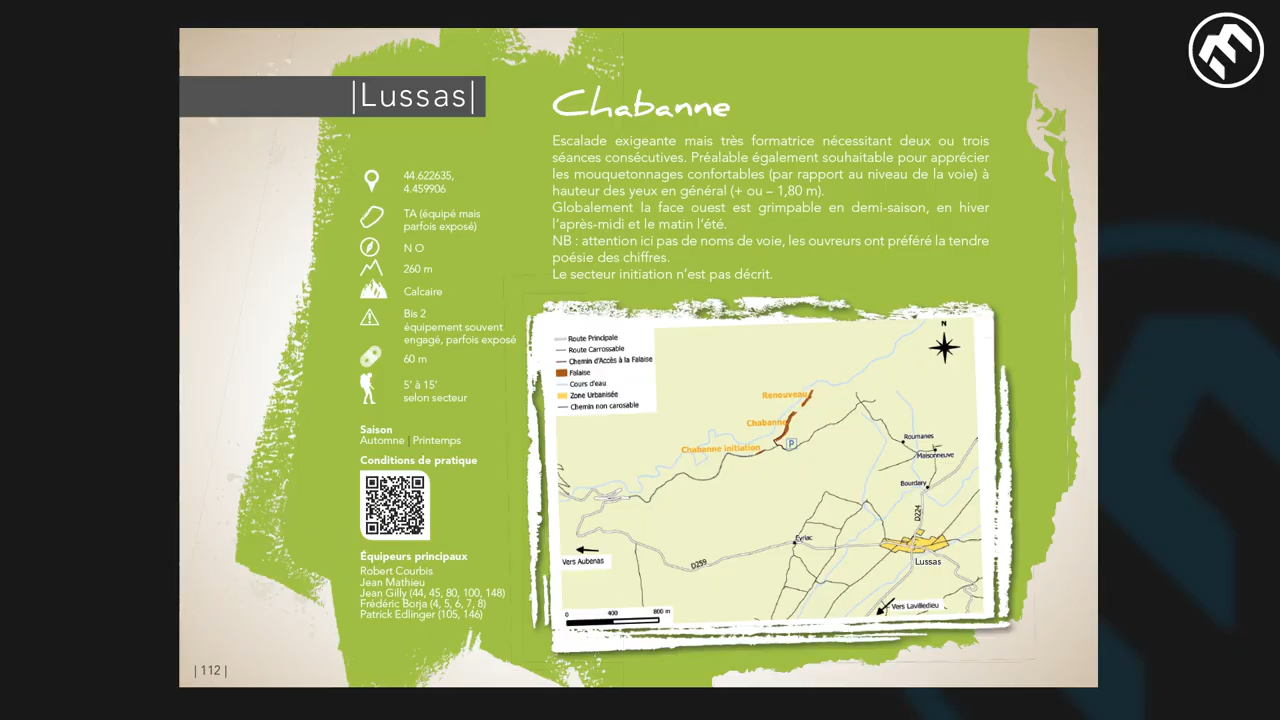 |Lussas|
44.622635,
4.459906
TA (équipé mais
parfois exposé)
N O
260 m
Calcaire
Bis 2
équipement souvent
engagé, parfois exposé
60 m
5' à 15'
selon secteur
Saison
Automne | Printemps
Conditions de pratique
Équipeurs principaux
Robert Courbis
Jean Mathieu
Jean Gilly (44, 45, 80, 100, 148)
Frédéric Borja (4, 5, 6, 7, 8)
Patrick Edlinger (105, 146)
| 112 |
Chabanne
Escalade exigeante mais très formatrice nécessitant deux ou trois
séances consécutives. Préalable également souhaitable pour apprécier
les mouquetonnages confortables (par rapport au niveau de la voie) à
hauteur des yeux en général (+ ou – 1,80 m).
Globalement la face ouest est grimpable en demi-saison, en hiver
l'après-midi et le matin l'été.
NB : attention ici pas de noms de voie, les ouvreurs ont préféré la tendre
poésie des chiffres.
Le secteur initiation n'est pas décrit.
Route Principale
Route Carrossable
Chemin d'Accès à la Falaise
Falaise
Cours d'eau
Zone Urbanisée
Chemin non carosable
N
Renouveau
Chabanne
Chabanne initiation
P
Roumanes
Maisonneuve
Bourdary
D224
Eyriac
Lussas
D259
Vers Aubenas
Vers Lavilledieu
0 400 800 m